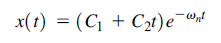 x(t) = (C₁ + C₂t)e^{−ωₙt}